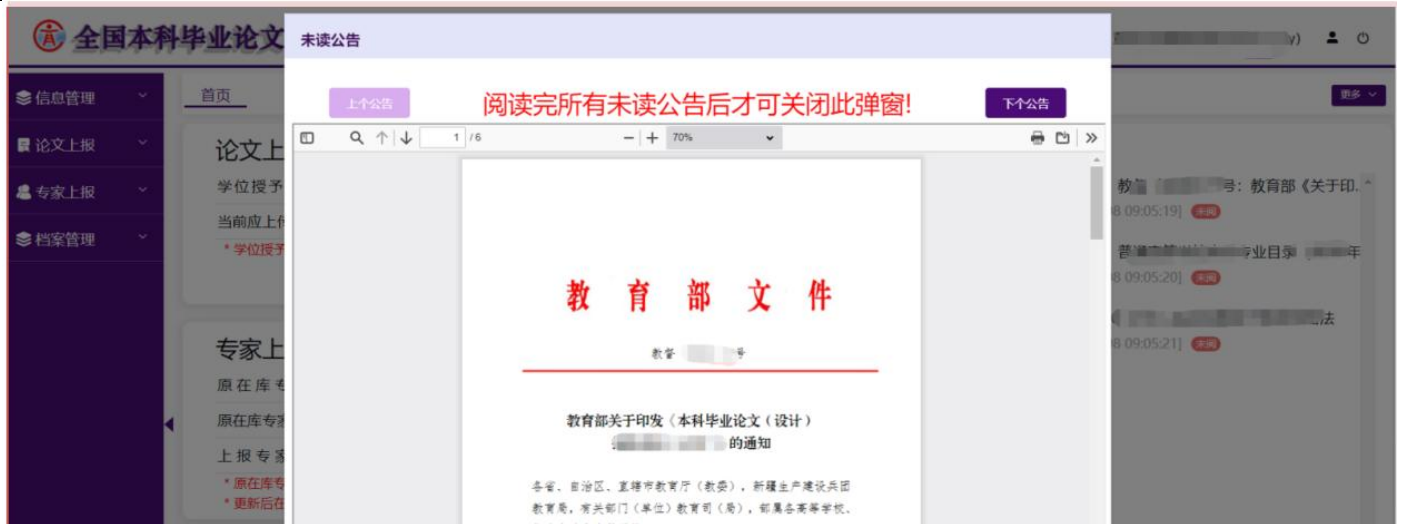 全国本科毕业论文
未读公告
y)
信息管理
论文上报
专家上报
档案管理
首页
更多
上个公告
阅读完所有未读公告后才可关闭此弹窗!
下个公告
1 /6
70%
论文上
学位授予
当前应上传
* 学位授予
专家上
原在库专
原在库专家
上报专家
* 原在库专
* 更新后在
教育部文件
教督 号
教育部关于印发《本科毕业论文(设计)
的通知
各省、自治区、直辖市教育厅(教委),新疆生产建设兵团
教育局,有关部门(单位)教育司(局),部属各高等学校、
教督 号:教育部《关于印..
8 09:05:19] 未阅
专业目录 年
8 09:05:20] 未阅
法
8 09:05:21] 未阅